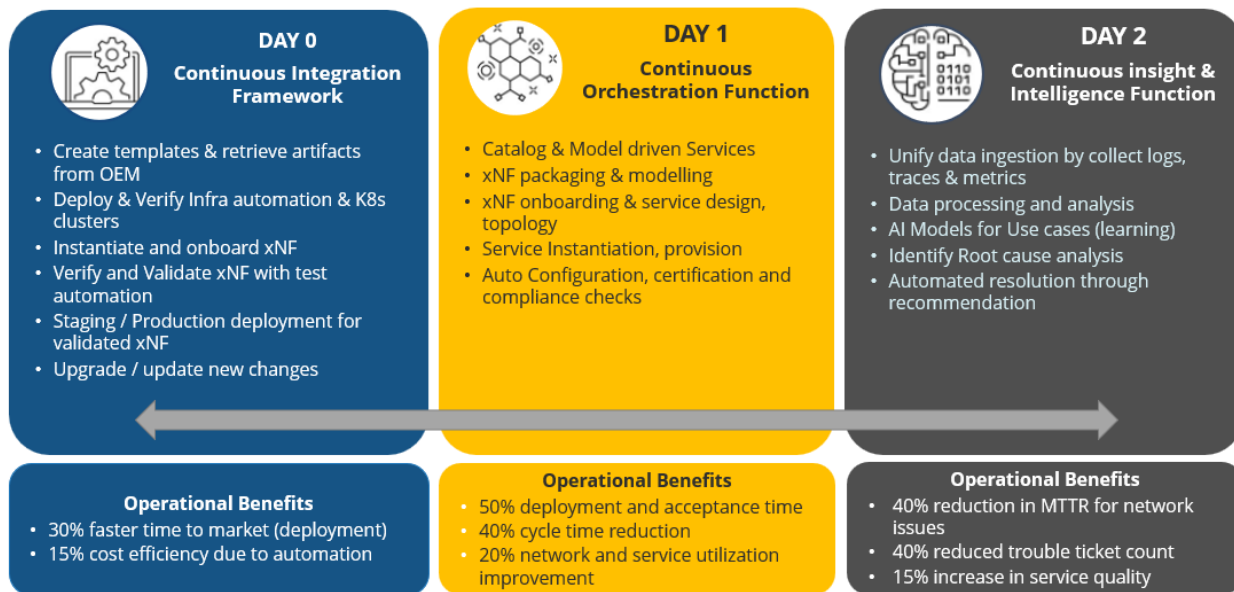 DAY 0
Continuous Integration
Framework
• Create templates & retrieve artifacts
from OEM
• Deploy & Verify Infra automation & K8s
clusters
• Instantiate and onboard xNF
• Verify and Validate xNF with test
automation
• Staging / Production deployment for
validated xNF
• Upgrade / update new changes
Operational Benefits
• 30% faster time to market (deployment)
• 15% cost efficiency due to automation
DAY 1
Continuous
Orchestration Function
• Catalog & Model driven Services
• xNF packaging & modelling
• xNF onboarding & service design,
topology
• Service Instantiation, provision
• Auto Configuration, certification and
compliance checks
Operational Benefits
• 50% deployment and acceptance time
• 40% cycle time reduction
• 20% network and service utilization
improvement
DAY 2
Continuous insight &
Intelligence Function
0110
0101
0110
• Unify data ingestion by collect logs,
traces & metrics
• Data processing and analysis
• AI Models for Use cases (learning)
• Identify Root cause analysis
• Automated resolution through
recommendation
Operational Benefits
• 40% reduction in MTTR for network
issues
• 40% reduced trouble ticket count
• 15% increase in service quality